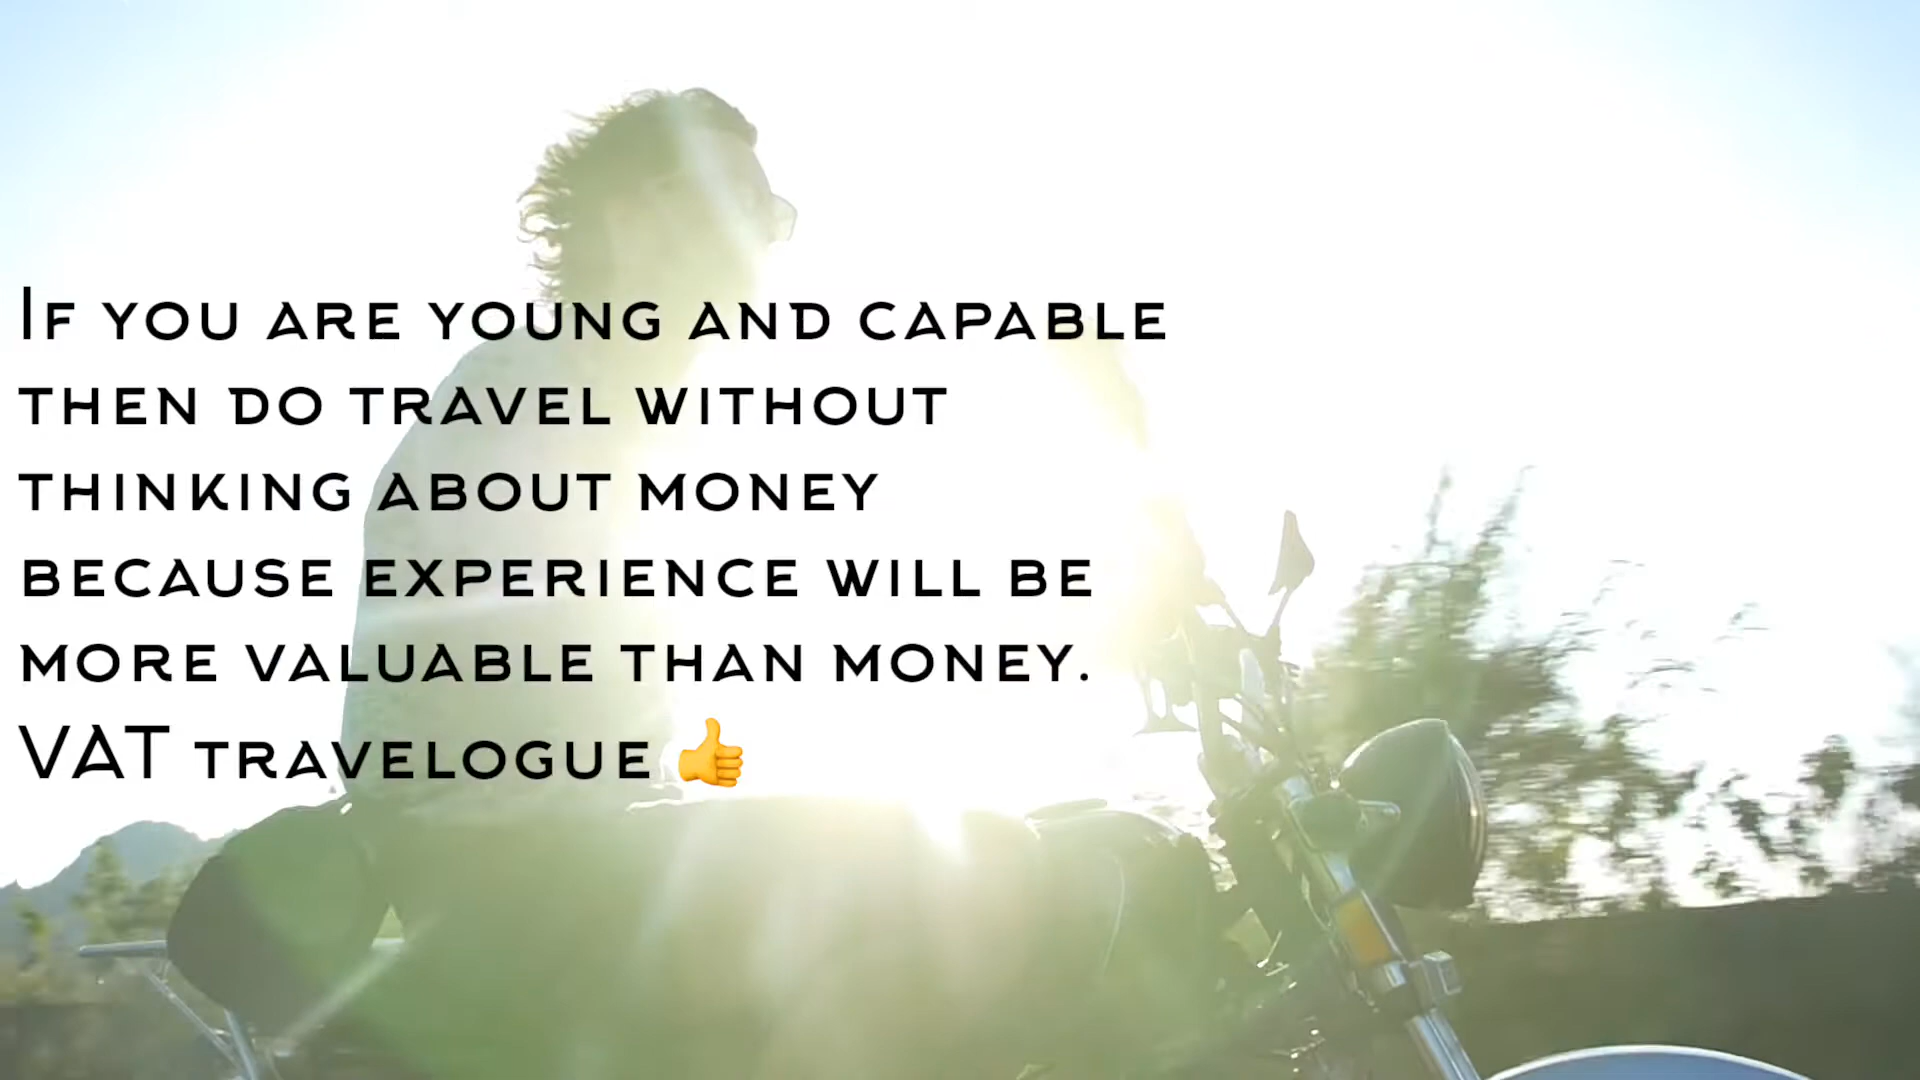 If you are young and capable
then do travel without
thinking about money
because experience will be
more valuable than money.
VAT travelogue 👍